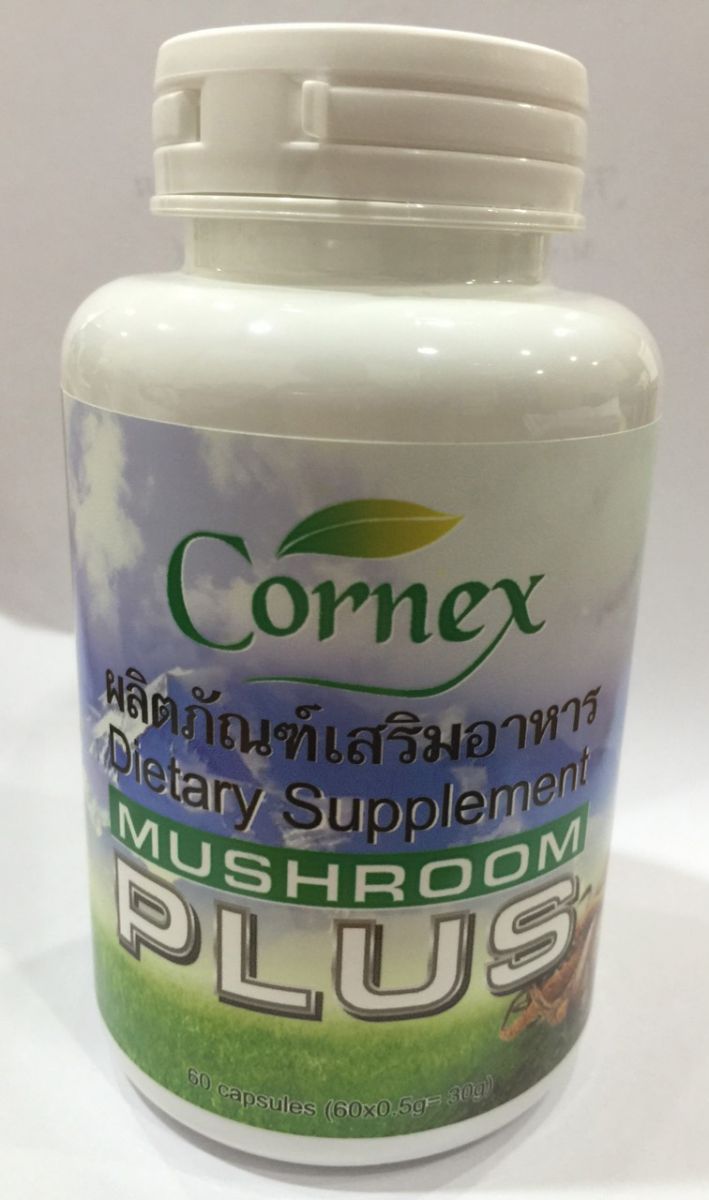 Cornex
ผลิตภัณฑ์เสริมอาหาร
Dietary Supplement
MUSHROOM
PLUS
60 capsules (60x0.5g= 30g)